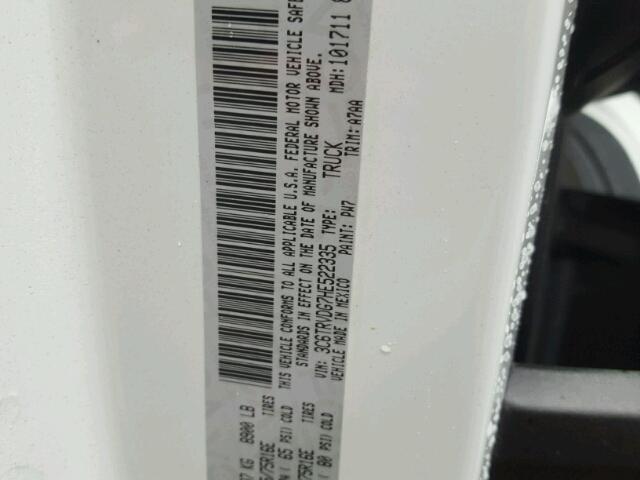 8900 LB
TIRES
65 PSI) COLD
THIS VEHICLE CONFORMS TO ALL APPLICABLE U.S.A. FEDERAL MOTOR VEHICLE
STANDARDS IN EFFECT ON THE DATE OF MANUFACTURE SHOWN ABOVE.
VIN: 3C6TRVDG7HE522335 TYPE: TRUCK MDH: 101711
VEHICLE MADE IN MEXICO PAINT: PW7 TRIM: A7AA
TIRES
80 PSI) COLD